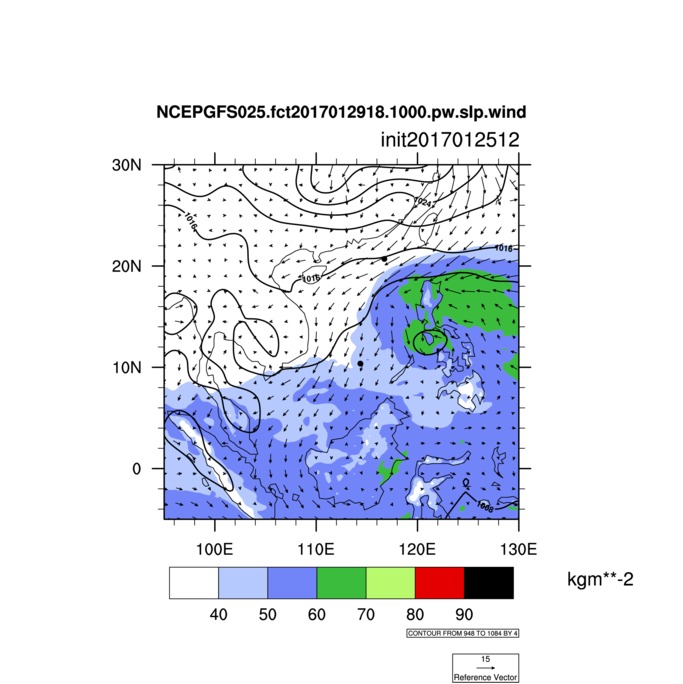 NCEPGFS025.fct2017012918.1000.pw.slp.wind
init2017012512
30N
1024
1016
1016
20N
1016
10N
0
1008
100E 110E 120E 130E
kgm**-2
40 50 60 70 80 90
CONTOUR FROM 948 TO 1084 BY 4
15
Reference Vector